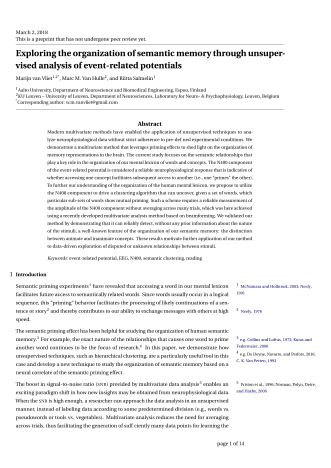 March 2, 2018
This is a preprint that has not undergone peer review yet.
Exploring the organization of semantic memory through unsuper-
vised analysis of event-related potentials
Marijn van Vliet1,2*, Marc M. Van Hulle2, and Riitta Salmelin1
1Aalto University, Department of Neuroscience and Biomedical Engineering, Espoo, Finland
2KU Leuven – University of Leuven, Department of Neurosciences, Laboratory for Neuro- & Psychophysiology, Leuven, Belgium
*Corresponding author: w.m.vanvliet@gmail.com
Abstract
Modern multivariate methods have enabled the application of unsupervised techniques to ana-
lyze neurophysiological data without strict adherence to pre-defined experimental conditions. We
demonstrate a multivariate method that leverages priming effects to shed light on the organization of
memory representations in the brain. The current study focuses on the semantic relationships that
play a key role in the organization of our mental lexicon of words and concepts. The N400 component
of the event-related potential is considered a reliable neurophysiological response that is indicative
of whether accessing one concept facilitates subsequent access to another (i.e., one "primes" the other).
To further our understanding of the organization of the human mental lexicon, we propose to utilize
the N400 component to drive a clustering algorithm that can uncover, given a set of words, which
particular sub-sets of words show mutual priming. Such a scheme requires a reliable measurement of
the amplitude of the N400 component without averaging across many trials, which was here achieved
using a recently developed multivariate analysis method based on beamforming. We validated our
method by demonstrating that it can reliably detect, without any prior information about the nature
of the stimuli, a well-known feature of the organization of our semantic memory: the distinction
between animate and inanimate concepts. These results motivate further application of our method
to data-driven exploration of disputed or unknown relationships between stimuli.
Keywords: event-related potential, EEG, N400, semantic clustering, reading
1 Introduction
Semantic priming experiments1 have revealed that accessing a word in our mental lexicon
facilitates future access to semantically related words. Since words usually occur in a logical
sequence, this "priming" behavior facilitates the processing of likely continuations of a sen-
tence or story2 and thereby contributes to our ability to exchange messages with others at high
speed.
1 McNamara and Holbrook, 2003; Neely,
1991
2 Neely, 1976
The semantic priming effect has been helpful for studying the organization of human semantic
memory.3 For example, the exact nature of the relationships that causes one word to prime
another word continues to be the focus of research.4 In this paper, we demonstrate how
unsupervised techniques, such as hierarchical clustering, are a particularly useful tool in this
case and develop a new technique to study the organization of semantic memory based on a
neural correlate of the semantic priming effect.
3 e.g. Collins and Loftus, 1975; Kutas and
Federmeier, 2000
4 e.g. De Deyne, Navarro, and Perfors, 2016;
C. K. Van Petten, 1993
The boost in signal-to-noise ratio (SNR) provided by multivariate data analysis5 enables an
exciting paradigm shift in how new insights may be obtained from neurophysiological data.
When the SNR is high enough, a researcher can approach the data analysis in an unsupervised
manner, instead of labeling data according to some predetermined division (e.g., words vs.
pseudowords or tools vs. vegetables). Multivariate analysis reduces the need for averaging
across trials, thus facilitating the generation of sufficiently many data points for learning the
5 Friston et al., 1996; Norman, Polyn, Detre,
and Haxby, 2006
page 1 of 14